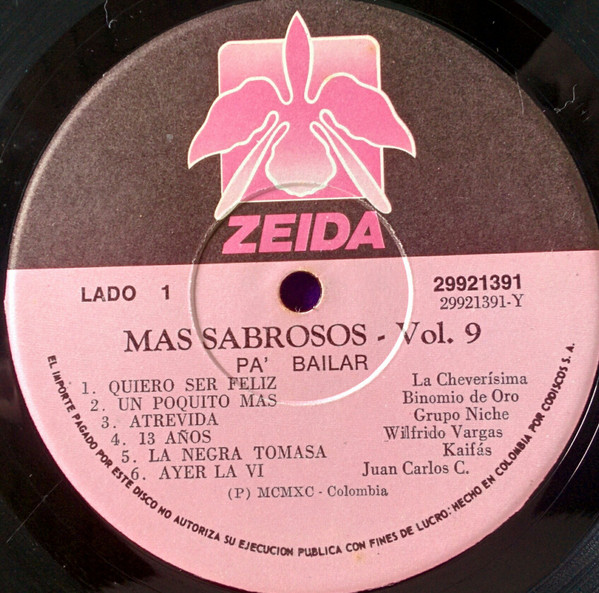 ZEIDA
LADO 1
29921391
29921391-Y
MAS SABROSOS - Vol. 9
PA' BAILAR
1. QUIERO SER FELIZ La Cheverísima
2. UN POQUITO MAS Binomio de Oro
3. ATREVIDA Grupo Niche
4. 13 AÑOS Wilfrido Vargas
5. LA NEGRA TOMASA Kaifás
6. AYER LA VI Juan Carlos C.
(P) MCMXC - Colombia
EL IMPORTE PAGADO POR ESTE DISCO NO AUTORIZA SU EJECUCION PUBLICA CON FINES DE LUCRO: HECHO EN COLOMBIA POR CODISCOS S.A.